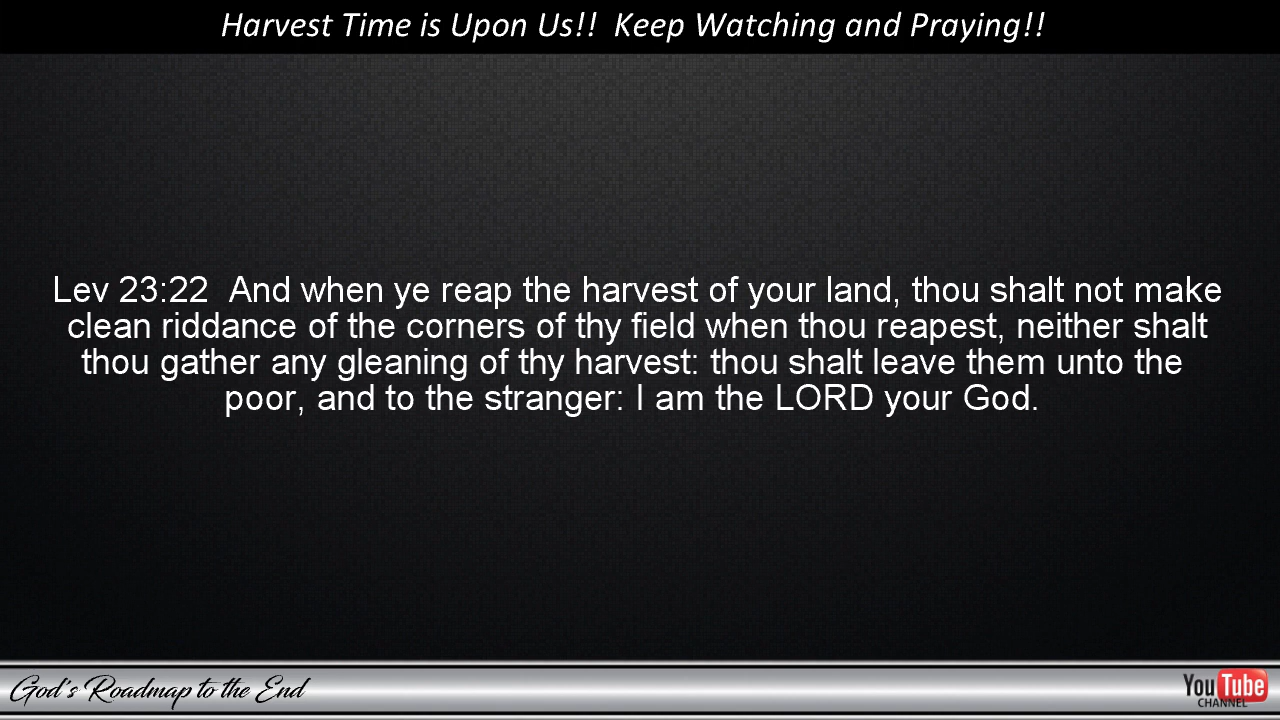 Harvest Time is Upon Us!!  Keep Watching and Praying!!
Lev 23:22  And when ye reap the harvest of your land, thou shalt not make
clean riddance of the corners of thy field when thou reapest, neither shalt
thou gather any gleaning of thy harvest: thou shalt leave them unto the
poor, and to the stranger: I am the LORD your God.
God's Roadmap to the End
YouTube
CHANNEL